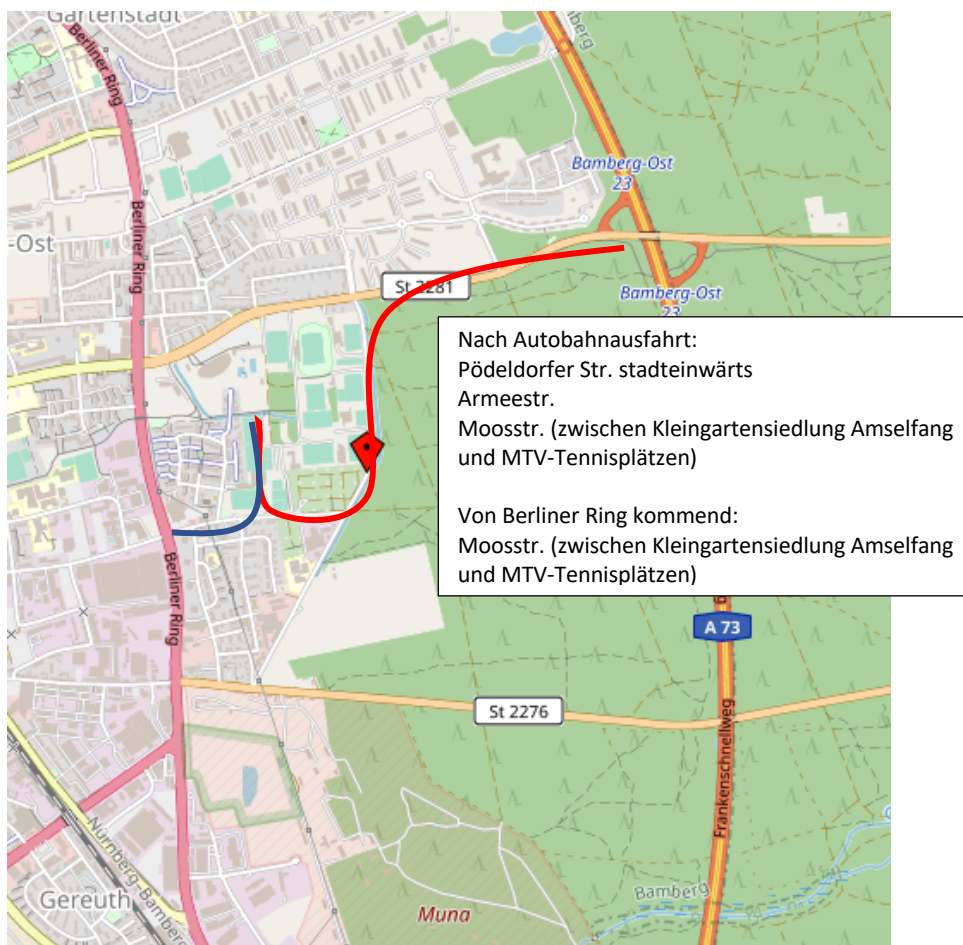 Gartenstadt
Berliner Ring
Bamberg-Ost
23
Berliner Ring
-Ost
St 2281
Bamberg-Ost
23
Nach Autobahnausfahrt:
Pödeldorfer Str. stadteinwärts
Armeestr.
Moosstr. (zwischen Kleingartensiedlung Amselfang
und MTV-Tennisplätzen)
Von Berliner Ring kommend:
Moosstr. (zwischen Kleingartensiedlung Amselfang
und MTV-Tennisplätzen)
Berliner Ring
A 73
St 2276
Frankenschnellweg
Nürnberg-Bamberg
Gereuth
Muna
Bamberg